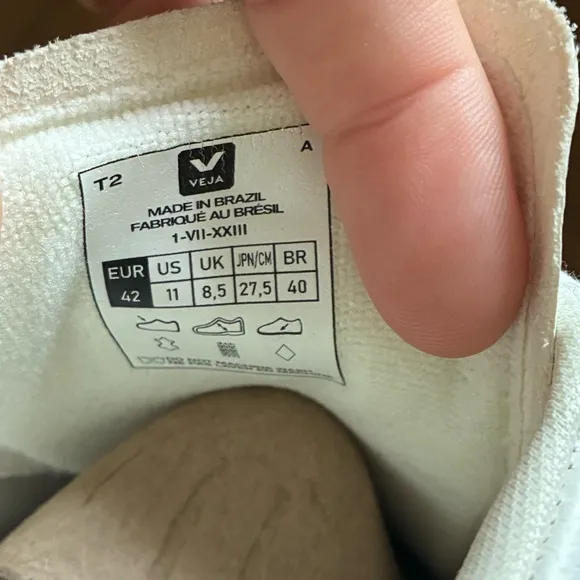 T2
A
VEJA
MADE IN BRAZIL
FABRIQUÉ AU BRÉSIL
1-VII-XXIII
EUR US UK JPN/CM BR
42 11 8,5 27,5 40